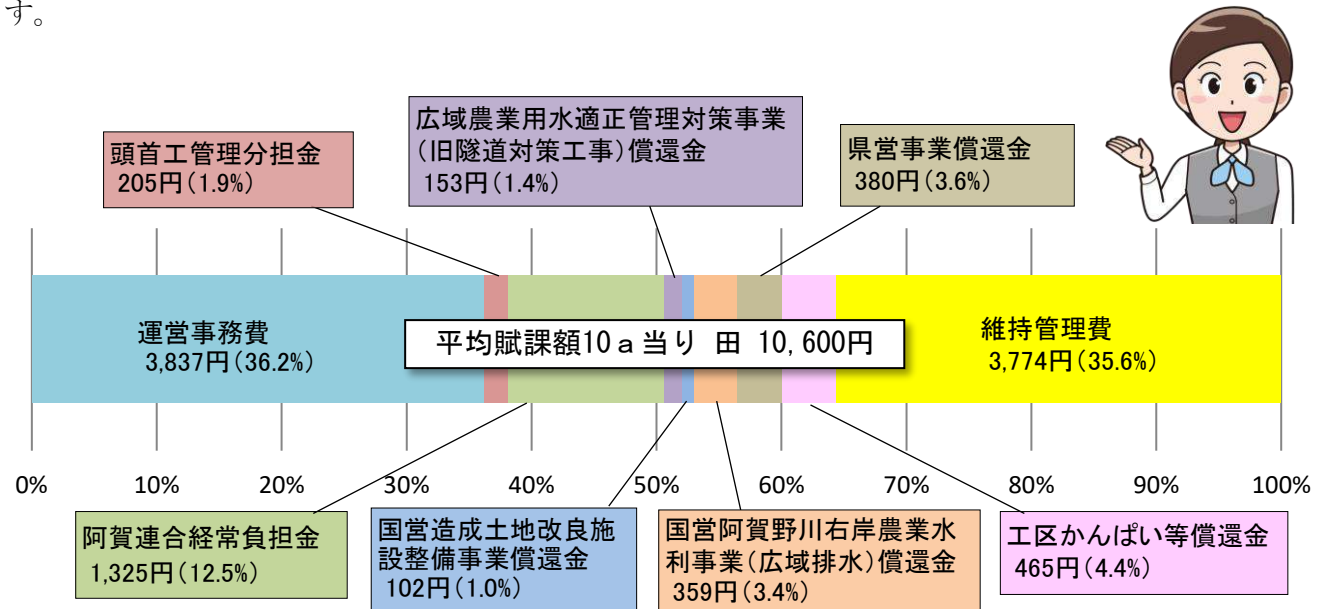 す。
頭首工管理分担金
205円(1.9%)
広域農業用水適正管理対策事業
(旧隧道対策工事)償還金
153円(1.4%)
県営事業償還金
380円(3.6%)
運営事務費
3,837円(36.2%)
平均賦課額10a当り 田 10,600円
維持管理費
3,774円(35.6%)
0% 10% 20% 30% 40% 50% 60% 70% 80% 90% 100%
阿賀連合経常負担金
1,325円(12.5%)
国営造成土地改良施
設整備事業償還金
102円(1.0%)
国営阿賀野川右岸農業水
利事業(広域排水)償還金
359円(3.4%)
工区かんぱい等償還金
465円(4.4%)